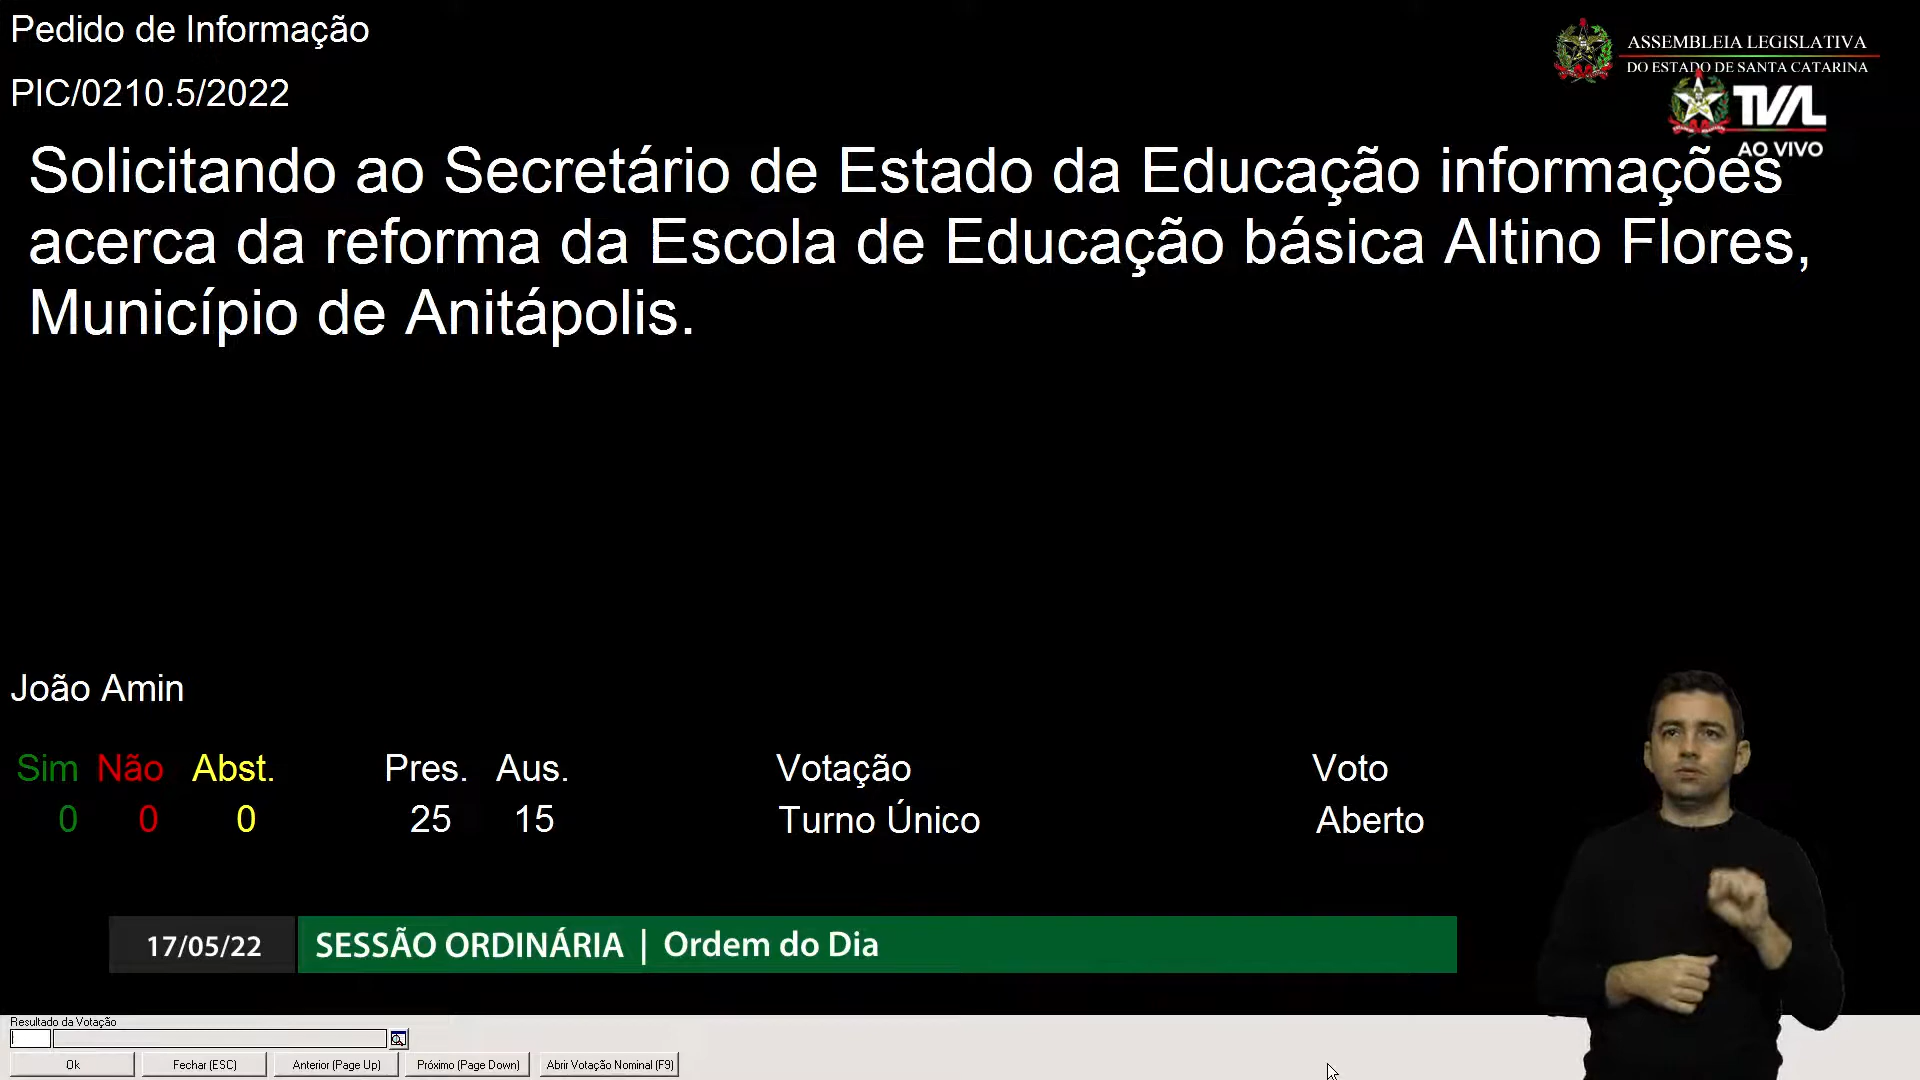 Pedido de Informação
PIC/0210.5/2022
ASSEMBLEIA LEGISLATIVA
DO ESTADO DE SANTA CATARINA
TVAL
AO VIVO
Solicitando ao Secretário de Estado da Educação informações
acerca da reforma da Escola de Educação básica Altino Flores,
Município de Anitápolis.
João Amin
Sim Não Abst. Pres. Aus. Votação Voto
0 0 0 25 15 Turno Único Aberto
17/05/22 SESSÃO ORDINÁRIA | Ordem do Dia
Resultado da Votação
Ok Fechar (ESC) Anterior (Page Up) Próximo (Page Down) Abrir Votação Nominal (F9)